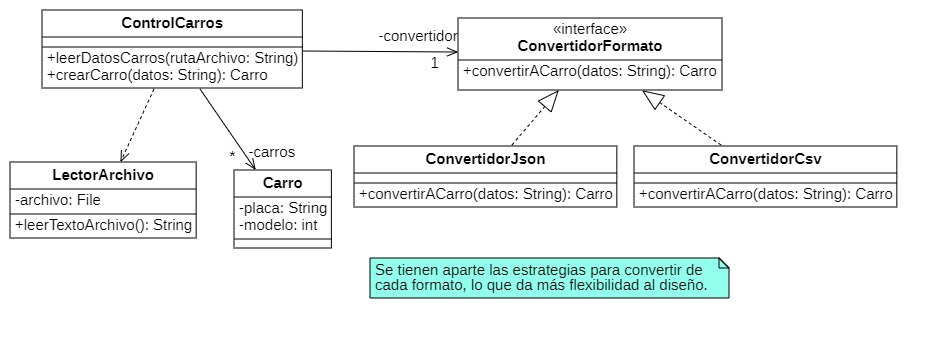 ControlCarros
+leerDatosCarros(rutaArchivo: String)
+crearCarro(datos: String): Carro
-convertidor
1
«interface»
ConvertidorFormato
+convertirACarro(datos: String): Carro
* -carros
LectorArchivo
-archivo: File
+leerTextoArchivo(): String
Carro
-placa: String
-modelo: int
ConvertidorJson
+convertirACarro(datos: String): Carro
ConvertidorCsv
+convertirACarro(datos: String): Carro
Se tienen aparte las estrategias para convertir de
cada formato, lo que da más flexibilidad al diseño.